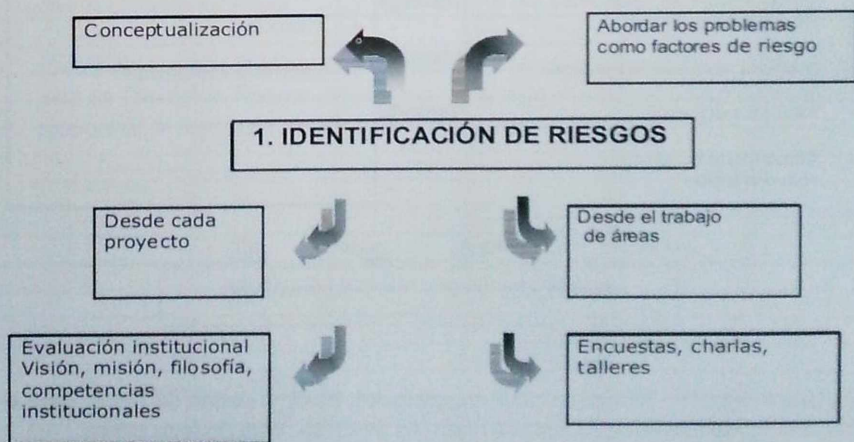 Conceptualización
Abordar los problemas
como factores de riesgo
1. IDENTIFICACIÓN DE RIESGOS
Desde cada
proyecto
Desde el trabajo
de áreas
Evaluación institucional
Visión, misión, filosofía,
competencias
institucionales
Encuestas, charlas,
talleres